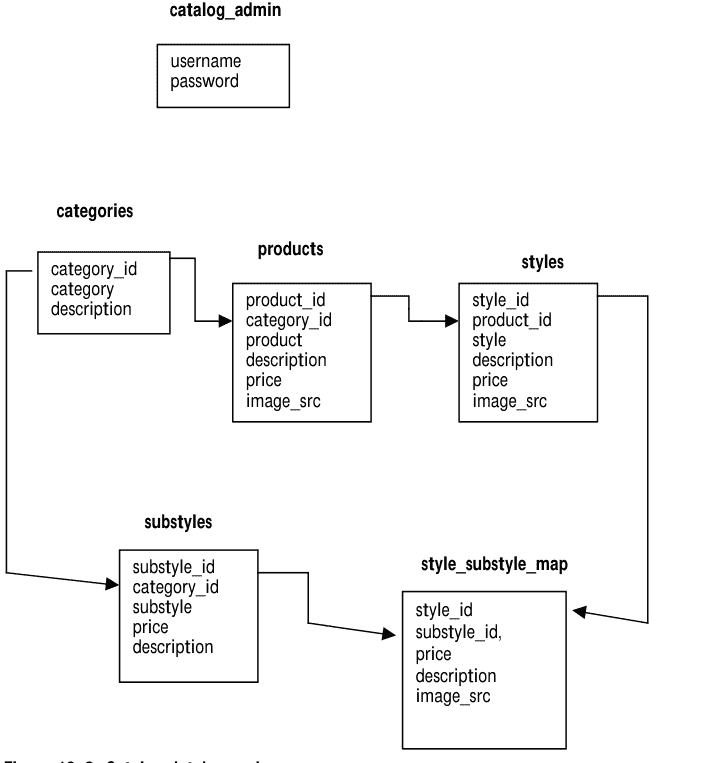 catalog_admin
username
password
categories
category_id
category
description
products
product_id
category_id
product
description
price
image_src
styles
style_id
product_id
style
description
price
image_src
substyles
substyle_id
category_id
substyle
price
description
style_substyle_map
style_id
substyle_id,
price
description
image_src